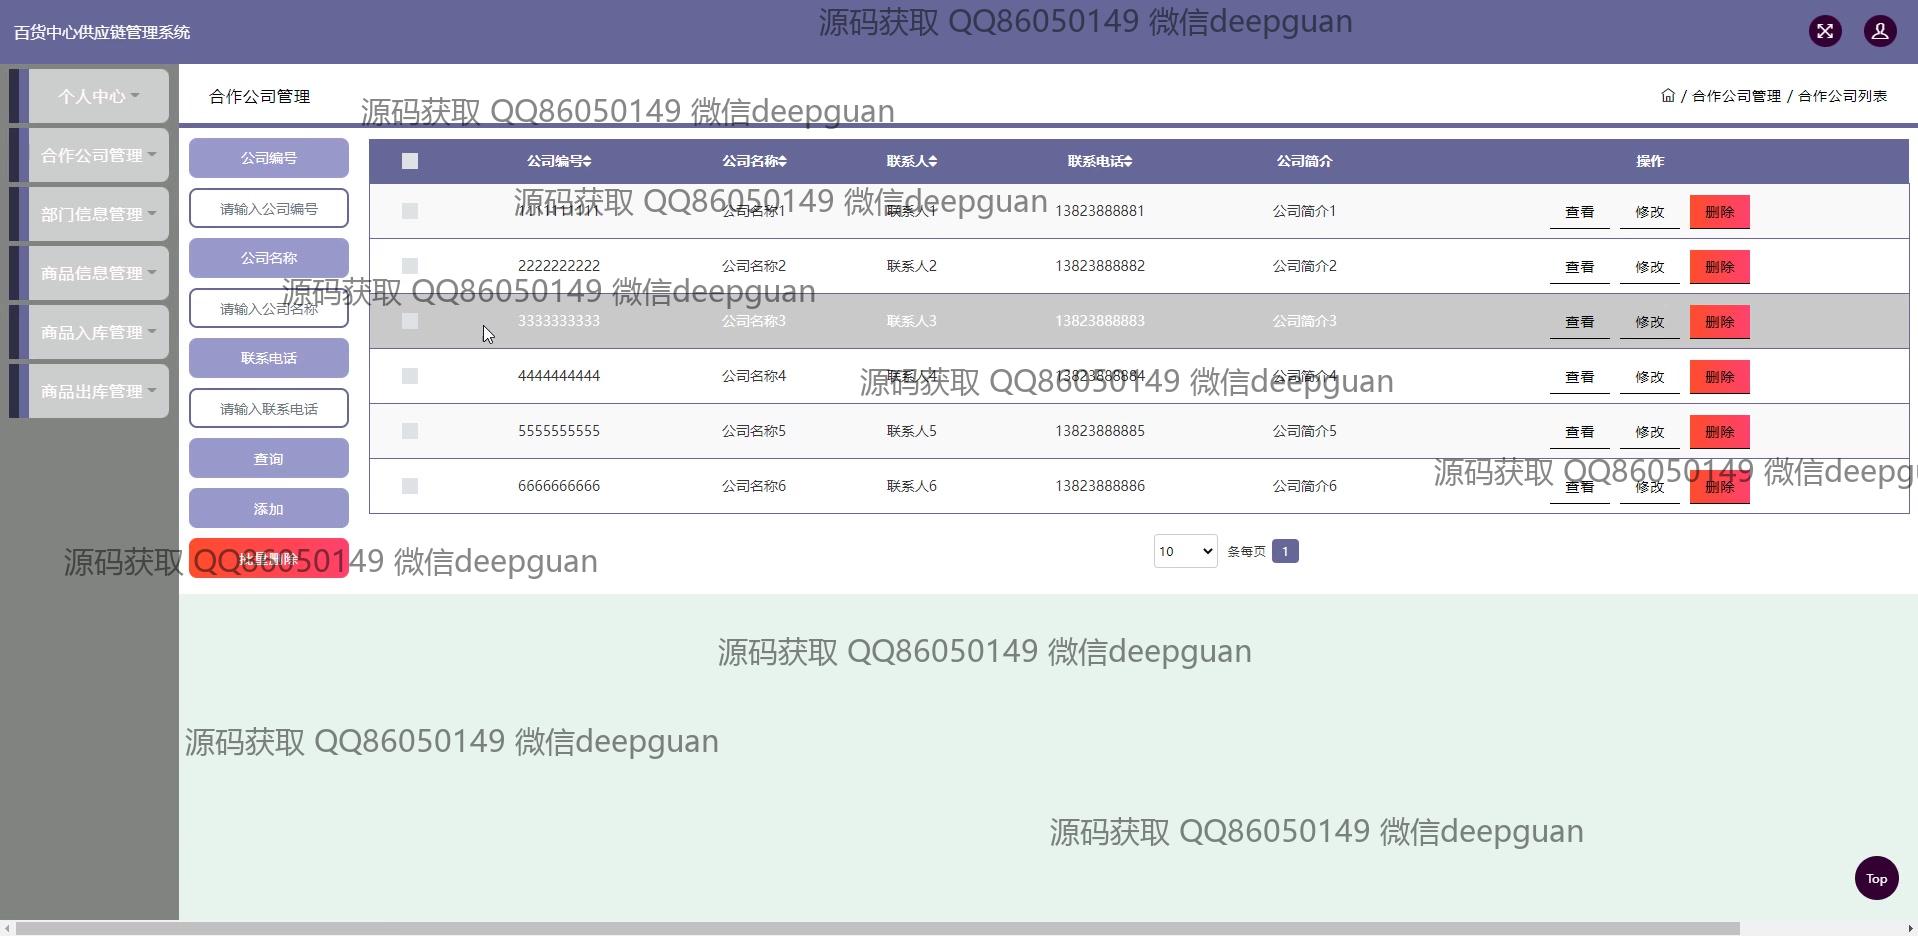 百货中心供应链管理系统
源码获取 QQ86050149 微信deepguan
个人中心
合作公司管理
部门信息管理
商品信息管理
商品入库管理
商品出库管理
合作公司管理
源码获取 QQ86050149 微信deepguan
/ 合作公司管理 / 合作公司列表
公司编号
请输入公司编号
公司名称
请输入公司名称
联系电话
请输入联系电话
查询
添加
批量删除
公司编号 公司名称 联系人 联系电话 公司简介 操作
1111111111 公司名称1 联系人1 13823888881 公司简介1 查看 修改 删除
源码获取 QQ86050149 微信deepguan
2222222222 公司名称2 联系人2 13823888882 公司简介2 查看 修改 删除
源码获取 QQ86050149 微信deepguan
3333333333 公司名称3 联系人3 13823888883 公司简介3 查看 修改 删除
4444444444 公司名称4 联系人4 13823888884 公司简介4 查看 修改 删除
源码获取 QQ86050149 微信deepguan
5555555555 公司名称5 联系人5 13823888885 公司简介5 查看 修改 删除
源码获取 QQ86050149 微信deepgu
6666666666 公司名称6 联系人6 13823888886 公司简介6 查看 修改 删除
10 条每页 1
源码获取 QQ86050149 微信deepguan
源码获取 QQ86050149 微信deepguan
源码获取 QQ86050149 微信deepguan
源码获取 QQ86050149 微信deepguan
Top